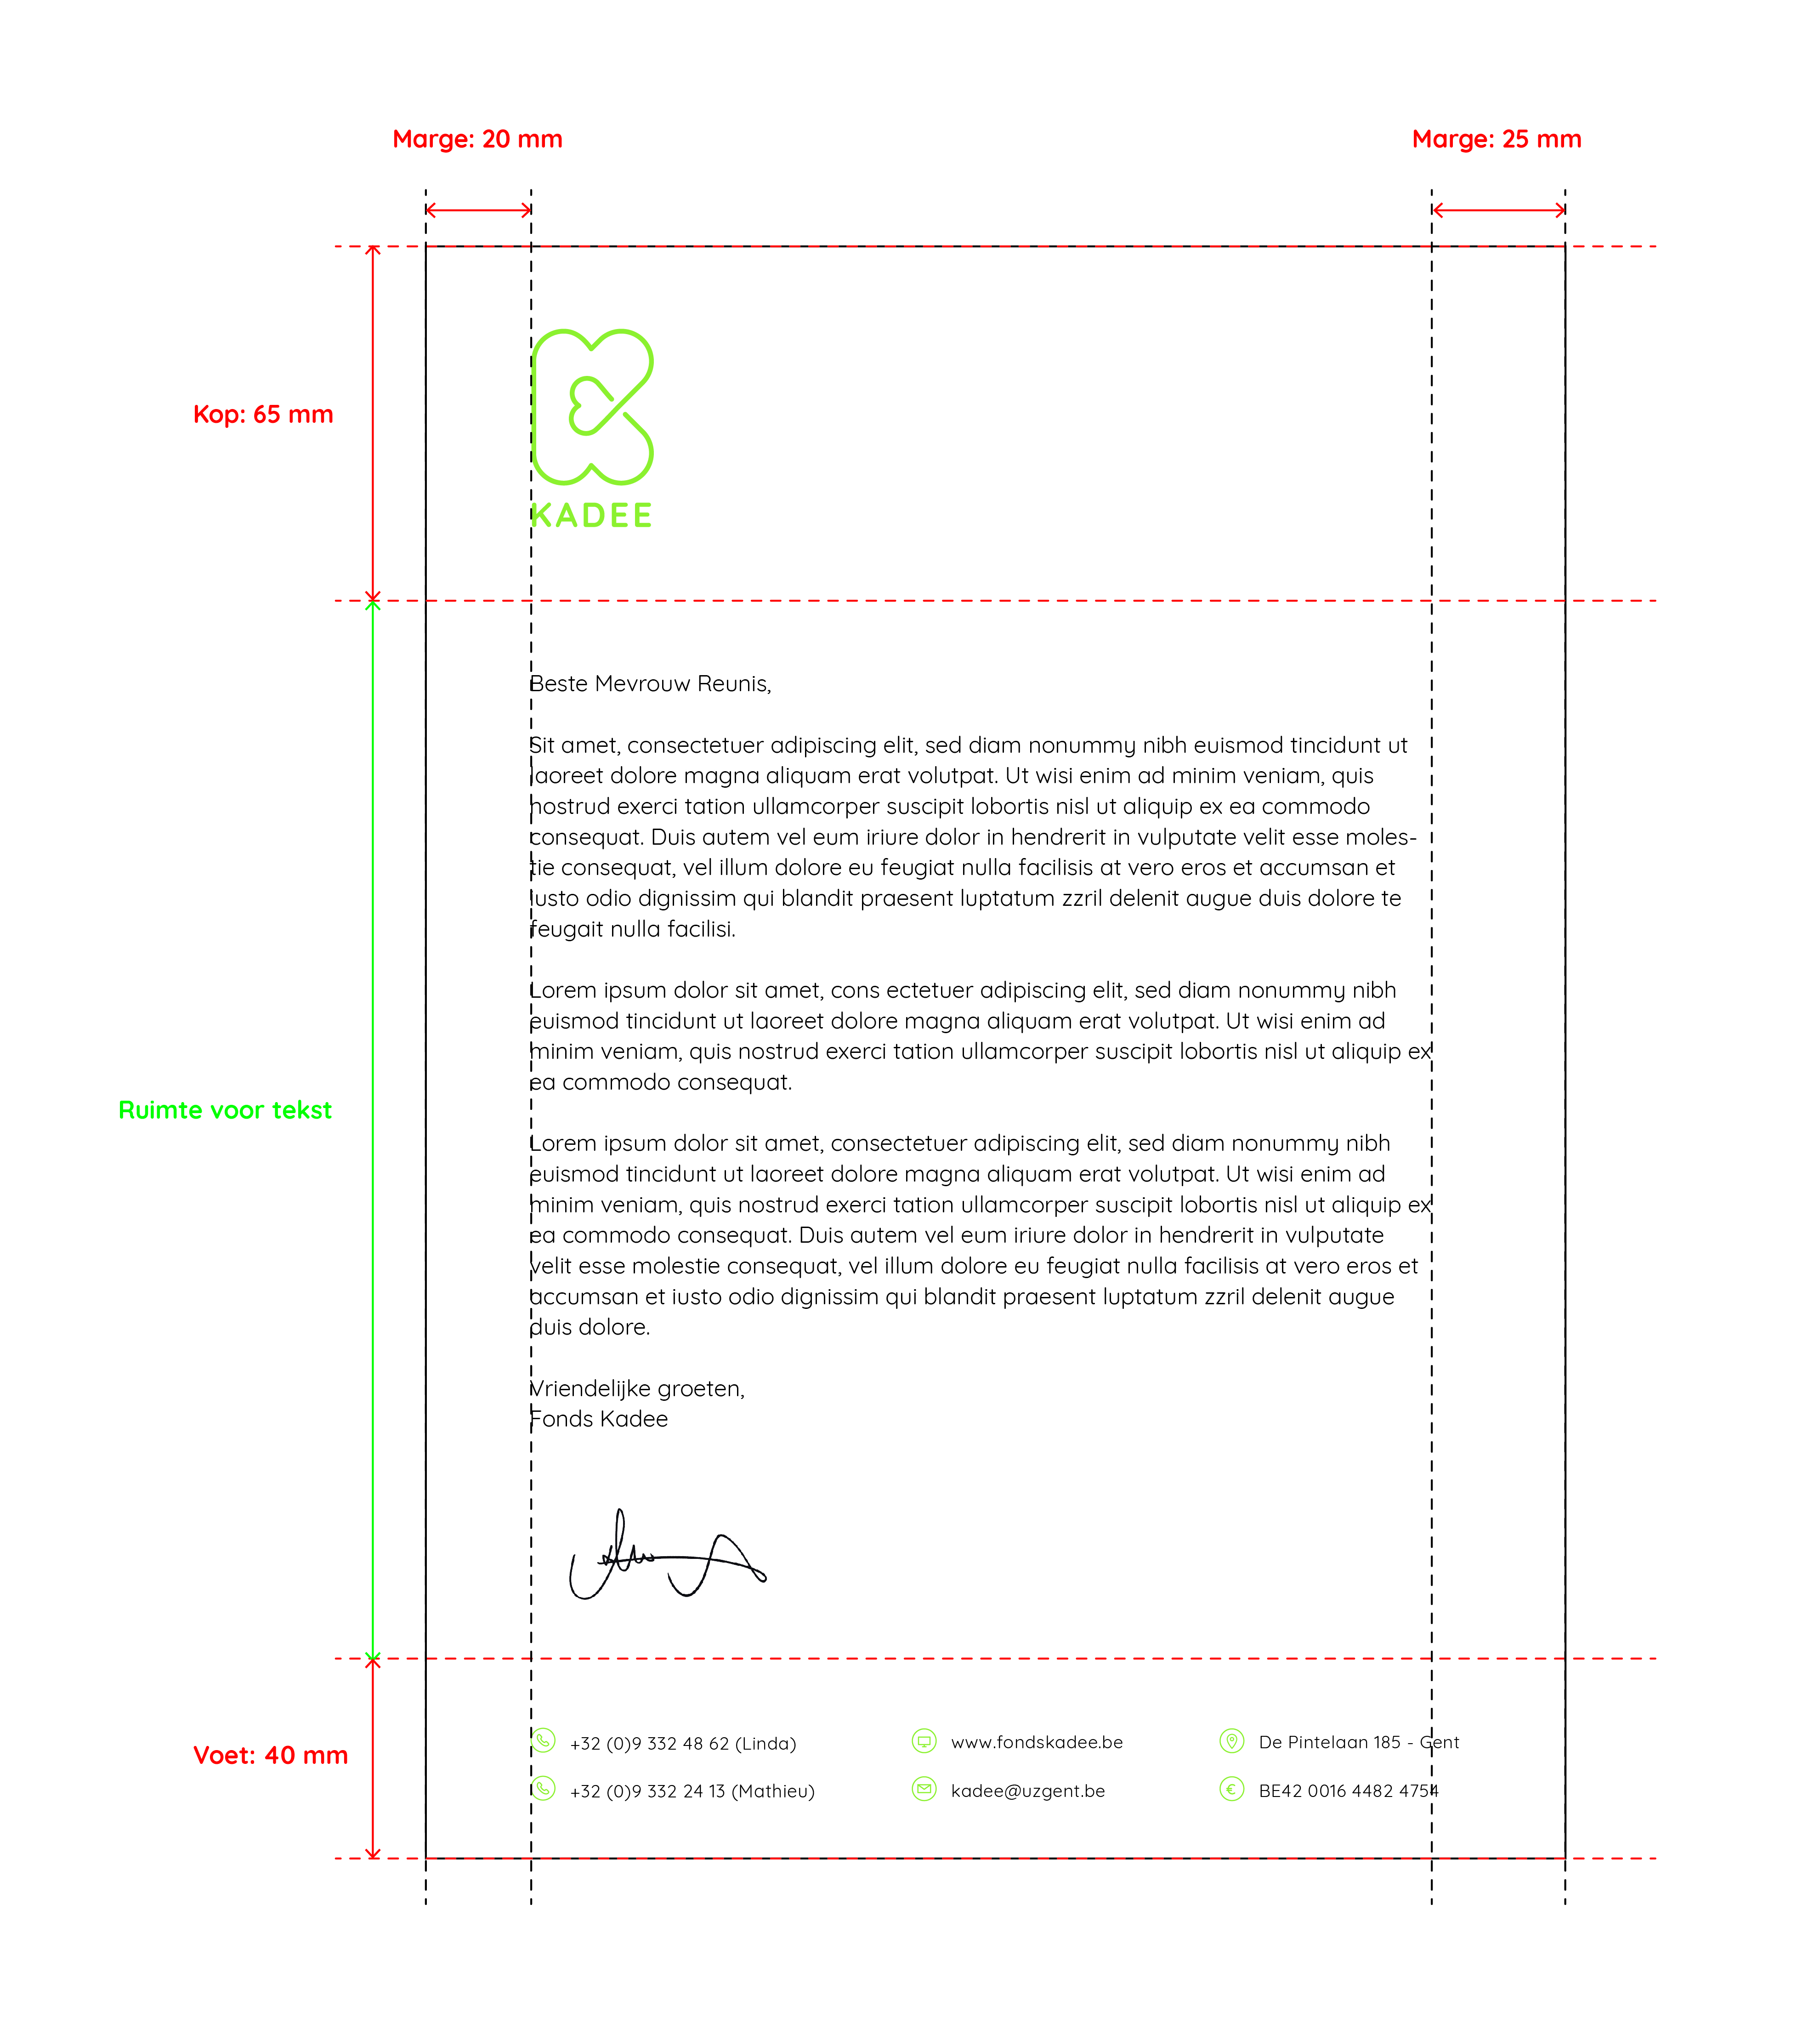 Marge: 20 mm
Marge: 25 mm
Kop: 65 mm
KADEE
Beste Mevrouw Reunis,
Sit amet, consectetuer adipiscing elit, sed diam nonummy nibh euismod tincidunt ut
laoreet dolore magna aliquam erat volutpat. Ut wisi enim ad minim veniam, quis
nostrud exerci tation ullamcorper suscipit lobortis nisl ut aliquip ex ea commodo
consequat. Duis autem vel eum iriure dolor in hendrerit in vulputate velit esse moles-
tie consequat, vel illum dolore eu feugiat nulla facilisis at vero eros et accumsan et
iusto odio dignissim qui blandit praesent luptatum zzril delenit augue duis dolore te
feugait nulla facilisi.
Lorem ipsum dolor sit amet, cons ectetuer adipiscing elit, sed diam nonummy nibh
euismod tincidunt ut laoreet dolore magna aliquam erat volutpat. Ut wisi enim ad
minim veniam, quis nostrud exerci tation ullamcorper suscipit lobortis nisl ut aliquip ex
ea commodo consequat.
Ruimte voor tekst
Lorem ipsum dolor sit amet, consectetuer adipiscing elit, sed diam nonummy nibh
euismod tincidunt ut laoreet dolore magna aliquam erat volutpat. Ut wisi enim ad
minim veniam, quis nostrud exerci tation ullamcorper suscipit lobortis nisl ut aliquip ex
ea commodo consequat. Duis autem vel eum iriure dolor in hendrerit in vulputate
velit esse molestie consequat, vel illum dolore eu feugiat nulla facilisis at vero eros et
accumsan et iusto odio dignissim qui blandit praesent luptatum zzril delenit augue
duis dolore.
Vriendelijke groeten,
Fonds Kadee
Voet: 40 mm
+32 (0)9 332 48 62 (Linda)
www.fondskadee.be
De Pintelaan 185 - Gent
+32 (0)9 332 24 13 (Mathieu)
kadee@uzgent.be
€ BE42 0016 4482 4754